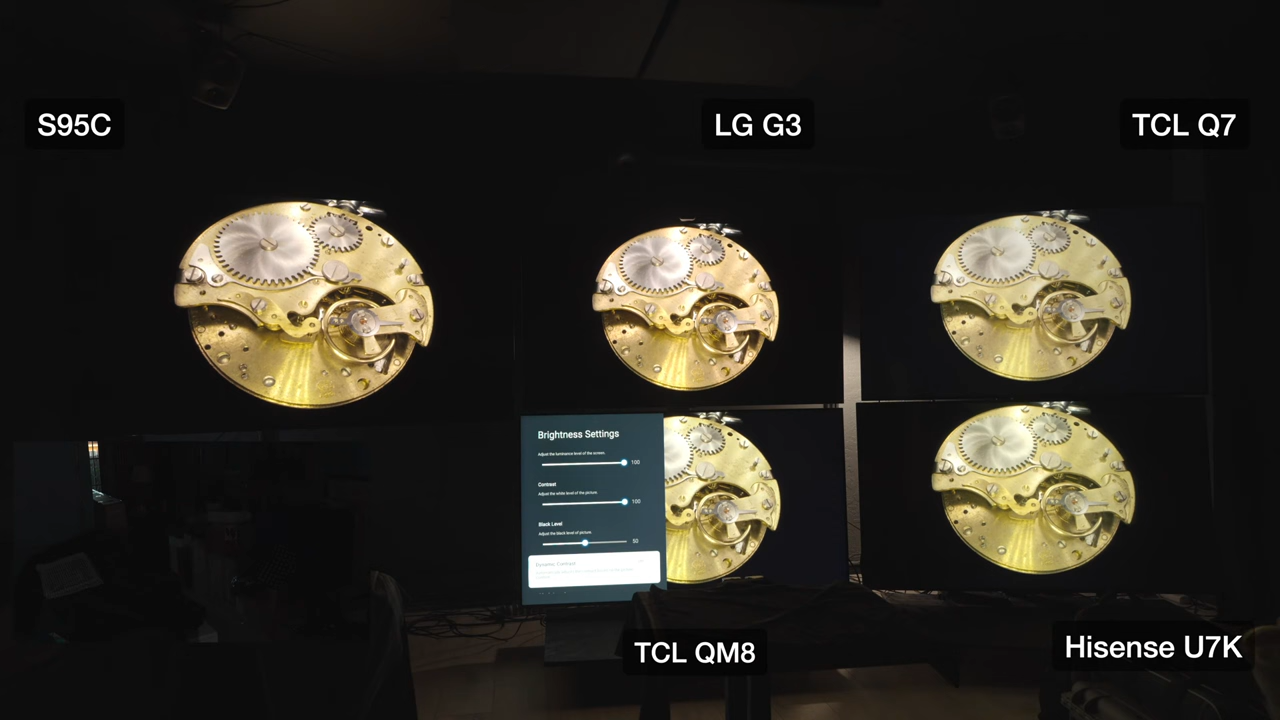 S95C
LG G3
TCL Q7
Brightness Settings
Adjust the luminance level of the screen.
100
Contrast
Adjust the white level of the picture.
100
Black Level
Adjust the black level of picture.
50
Dynamic Contrast
TCL QM8
Hisense U7K